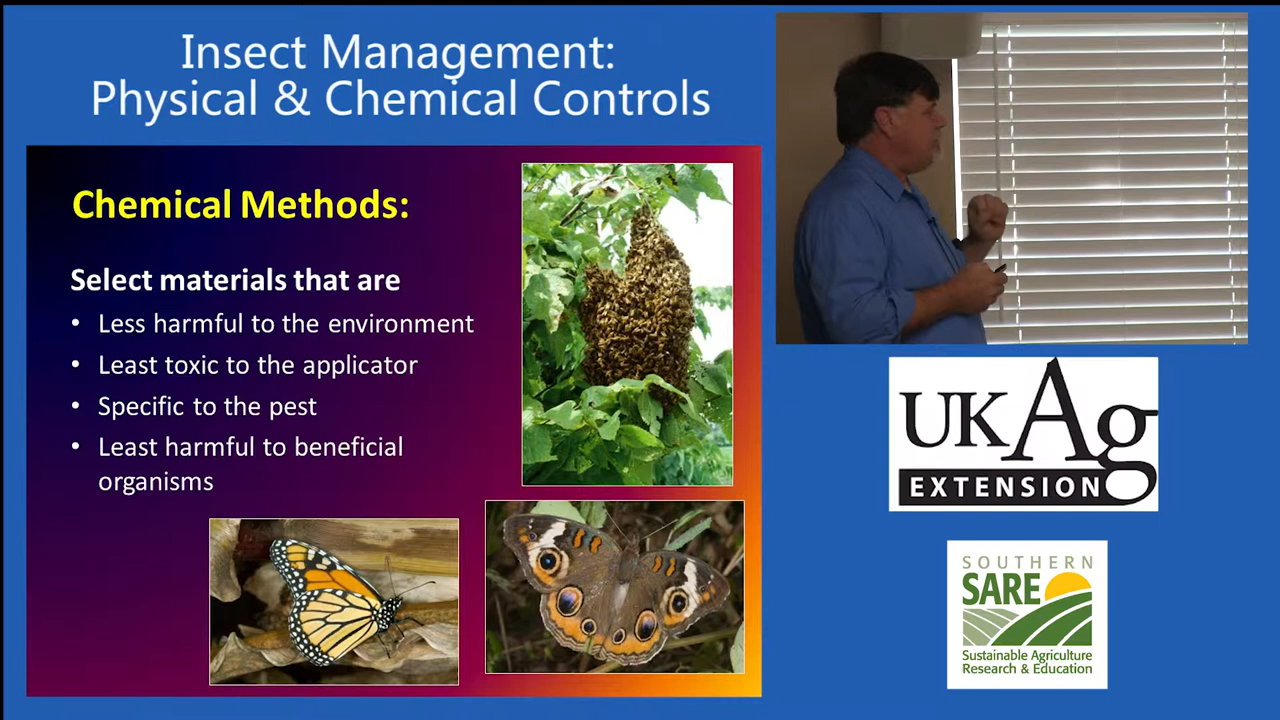 Insect Management:
Physical & Chemical Controls
Chemical Methods:
Select materials that are
• Less harmful to the environment
• Least toxic to the applicator
• Specific to the pest
• Least harmful to beneficial
organisms
UKAg
EXTENSION
SOUTHERN
SARE
Sustainable Agriculture
Research & Education